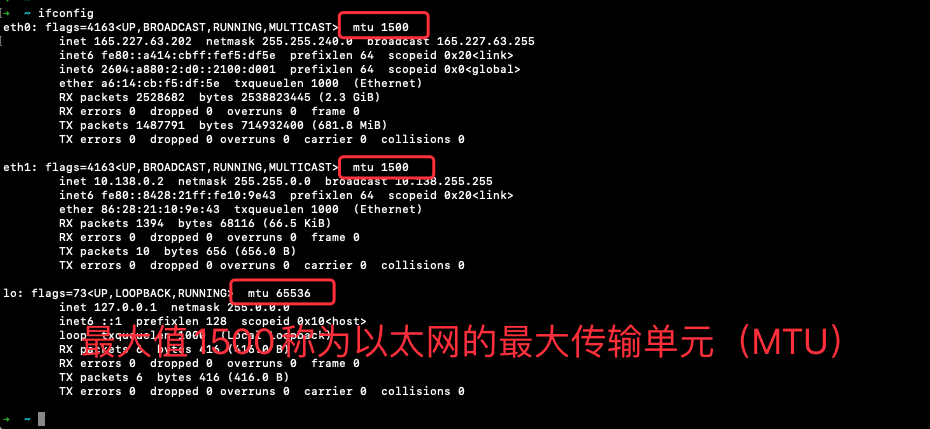 → ~ ifconfig
eth0: flags=4163<UP,BROADCAST,RUNNING,MULTICAST> mtu 1500
inet 165.227.63.202 netmask 255.255.240.0 broadcast 165.227.63.255
inet6 fe80::a414:cbff:fef5:df5e prefixlen 64 scopeid 0x20<link>
inet6 2604:a880:2:d0::2100:d001 prefixlen 64 scopeid 0x0<global>
ether a6:14:cb:f5:df:5e txqueuelen 1000 (Ethernet)
RX packets 2528682 bytes 2538823445 (2.3 GiB)
RX errors 0 dropped 0 overruns 0 frame 0
TX packets 1487791 bytes 714932400 (681.8 MiB)
TX errors 0 dropped 0 overruns 0 carrier 0 collisions 0
eth1: flags=4163<UP,BROADCAST,RUNNING,MULTICAST> mtu 1500
inet 10.138.0.2 netmask 255.255.0.0 broadcast 10.138.255.255
inet6 fe80::8428:21ff:fe10:9e43 prefixlen 64 scopeid 0x20<link>
ether 86:28:21:10:9e:43 txqueuelen 1000 (Ethernet)
RX packets 1394 bytes 68116 (66.5 KiB)
RX errors 0 dropped 0 overruns 0 frame 0
TX packets 10 bytes 656 (656.0 B)
TX errors 0 dropped 0 overruns 0 carrier 0 collisions 0
lo: flags=73<UP,LOOPBACK,RUNNING> mtu 65536
inet 127.0.0.1 netmask 255.0.0.0
inet6 ::1 prefixlen 128 scopeid 0x10<host>
loop txqueuelen 1000 (Local Loopback)
最大值1500称为以太网的最大传输单元（MTU）
RX packets 6 bytes 416 (416.0 B)
RX errors 0 dropped 0 overruns 0 frame 0
TX packets 6 bytes 416 (416.0 B)
TX errors 0 dropped 0 overruns 0 carrier 0 collisions 0
→ ~